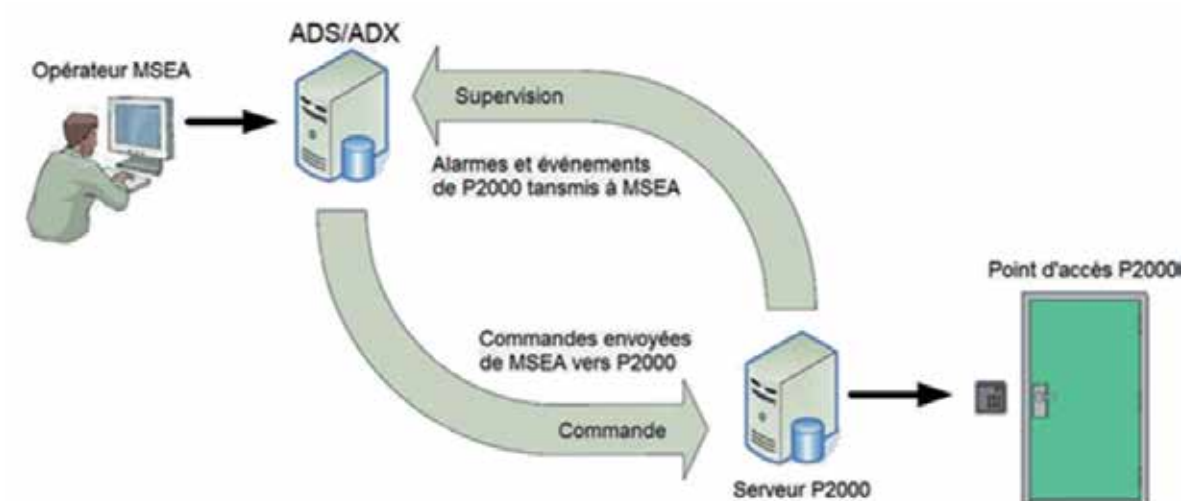 ADS/ADX
Opérateur MSEA
Supervision
Alarmes et événements
de P2000 tansmis à MSEA
Point d'accès P2000
Commandes envoyées
de MSEA vers P2000
Commande
Serveur P2000